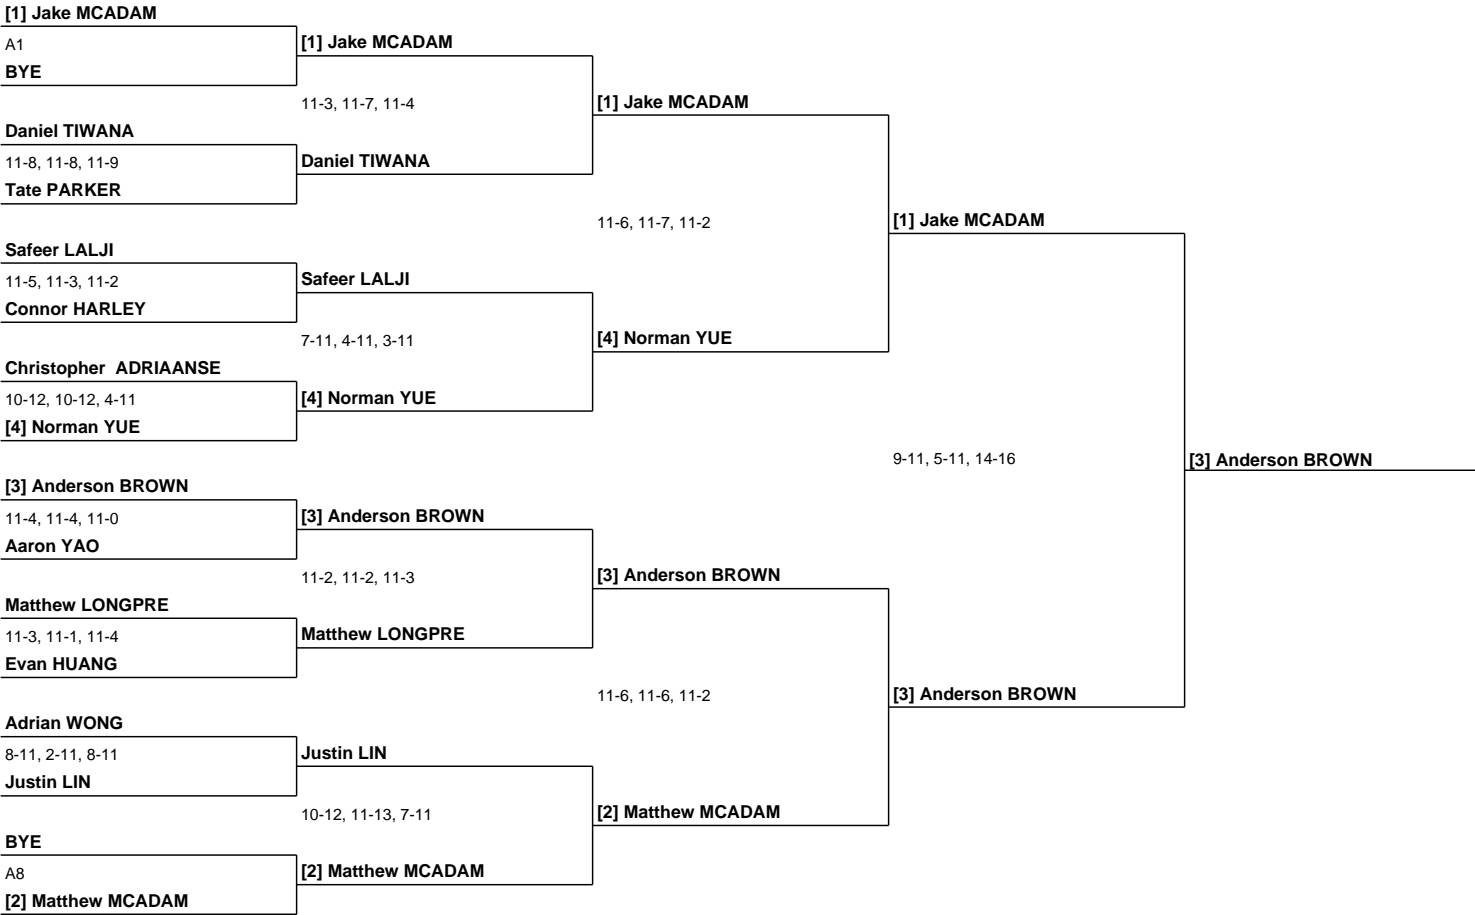 [1] Jake MCADAM
A1
BYE
Daniel TIWANA
11-8, 11-8, 11-9
Tate PARKER
Safeer LALJI
11-5, 11-3, 11-2
Connor HARLEY
Christopher  ADRIAANSE
10-12, 10-12, 4-11
[4] Norman YUE
[3] Anderson BROWN
11-4, 11-4, 11-0
Aaron YAO
Matthew LONGPRE
11-3, 11-1, 11-4
Evan HUANG
Adrian WONG
8-11, 2-11, 8-11
Justin LIN
BYE
A8
[2] Matthew MCADAM
[1] Jake MCADAM
11-3, 11-7, 11-4
Daniel TIWANA
Safeer LALJI
7-11, 4-11, 3-11
[4] Norman YUE
[3] Anderson BROWN
11-2, 11-2, 11-3
Matthew LONGPRE
Justin LIN
10-12, 11-13, 7-11
[2] Matthew MCADAM
[1] Jake MCADAM
11-6, 11-7, 11-2
[4] Norman YUE
[3] Anderson BROWN
11-6, 11-6, 11-2
[2] Matthew MCADAM
[1] Jake MCADAM
9-11, 5-11, 14-16
[3] Anderson BROWN
[3] Anderson BROWN